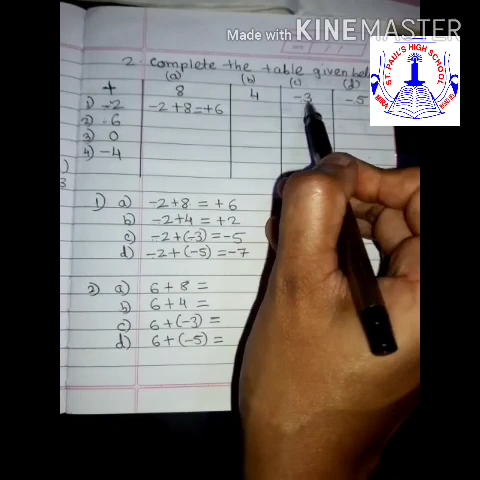 Made with KINEMASTER
ST. PAUL'S HIGH SCHOOL
2. Complete the table given
(a) (b) (c) (d)
+ 8 4 -3 -5
1) -2 -2+8=+6
2) 6
3) 0
4) -4
)
3
1) a) -2+8 = +6
b) -2+4 = +2
c) -2+(-3) = -5
d) -2+(-5) = -7
2) a) 6+8 =
b) 6+4 =
c) 6+(-3) =
d) 6+(-5) =